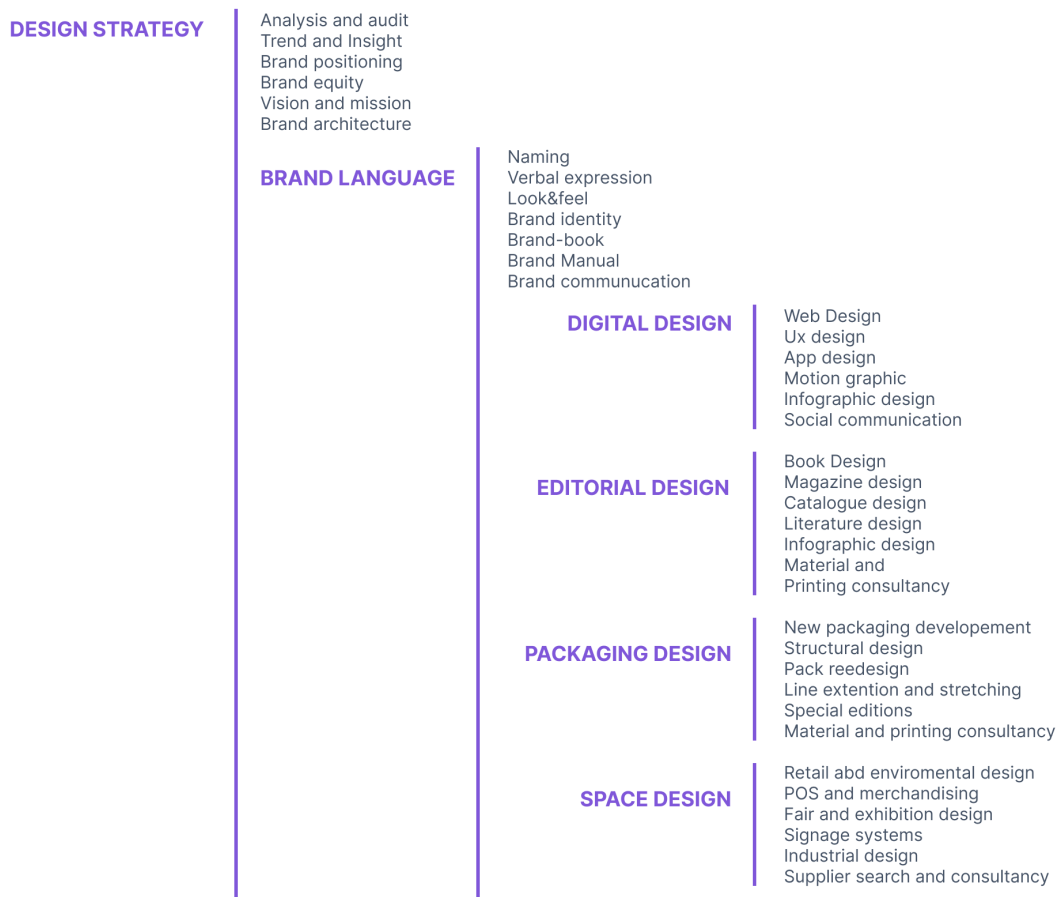 DESIGN STRATEGY
Analysis and audit
Trend and Insight
Brand positioning
Brand equity
Vision and mission
Brand architecture
BRAND LANGUAGE
Naming
Verbal expression
Look&feel
Brand identity
Brand-book
Brand Manual
Brand communucation
DIGITAL DESIGN
Web Design
Ux design
App design
Motion graphic
Infographic design
Social communication
EDITORIAL DESIGN
Book Design
Magazine design
Catalogue design
Literature design
Infographic design
Material and
Printing consultancy
PACKAGING DESIGN
New packaging developement
Structural design
Pack reedesign
Line extention and stretching
Special editions
Material and printing consultancy
SPACE DESIGN
Retail abd enviromental design
POS and merchandising
Fair and exhibition design
Signage systems
Industrial design
Supplier search and consultancy